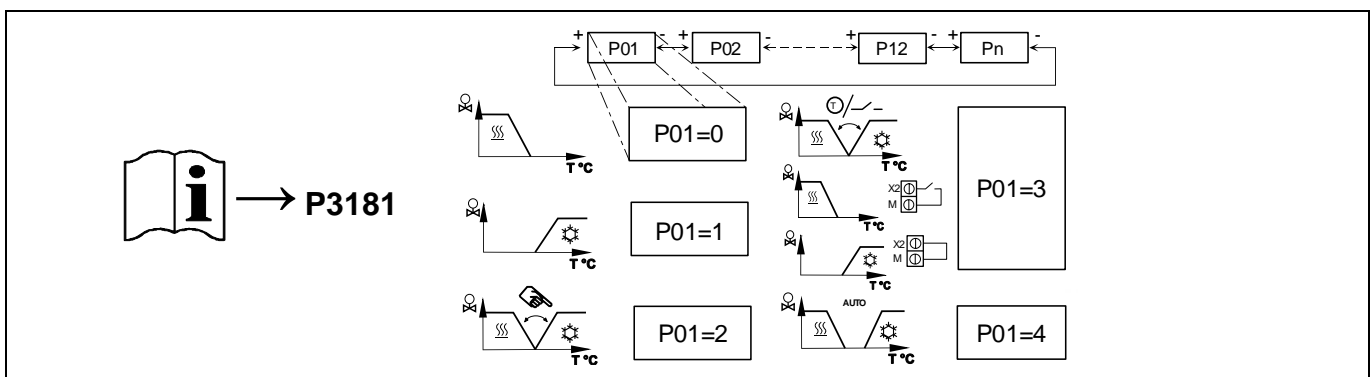 + P01 - + P02 - + P12 - + Pn -
T °C
P01=0
T
T °C
P01=3
X2
M
T °C
→ P3181
T °C
P01=1
X2
M
T °C
T °C
P01=2
AUTO
T °C
P01=4